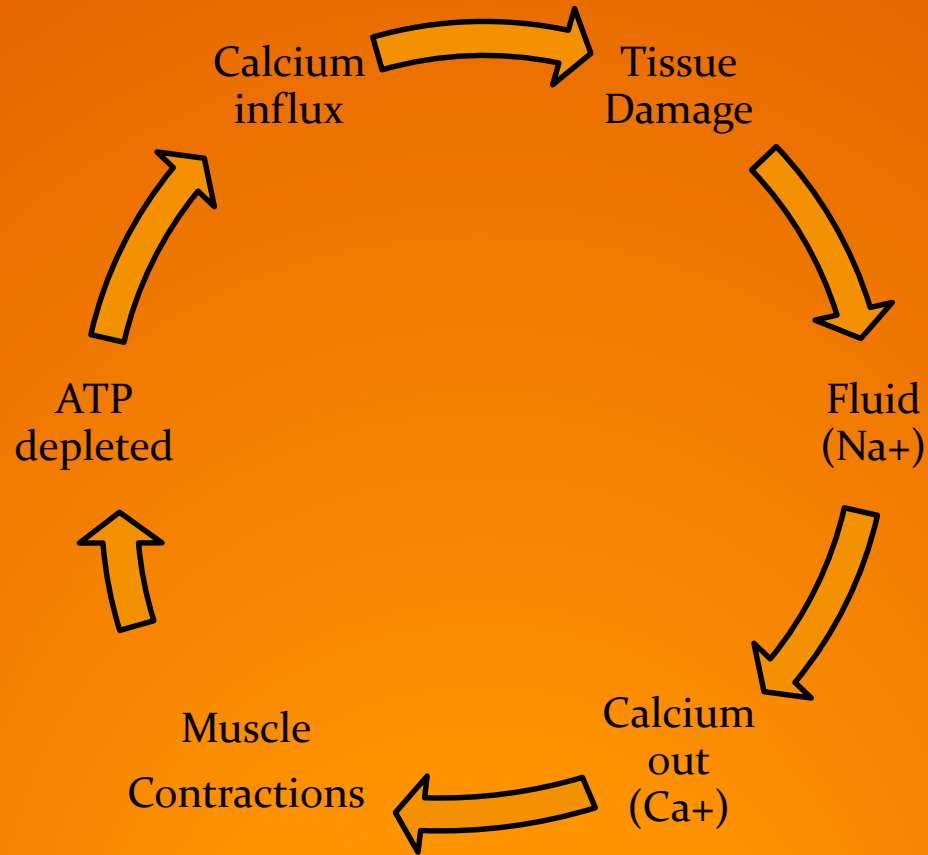 Calcium
influx
Tissue
Damage
Fluid
(Na+)
Calcium
out
(Ca+)
Muscle
Contractions
ATP
depleted